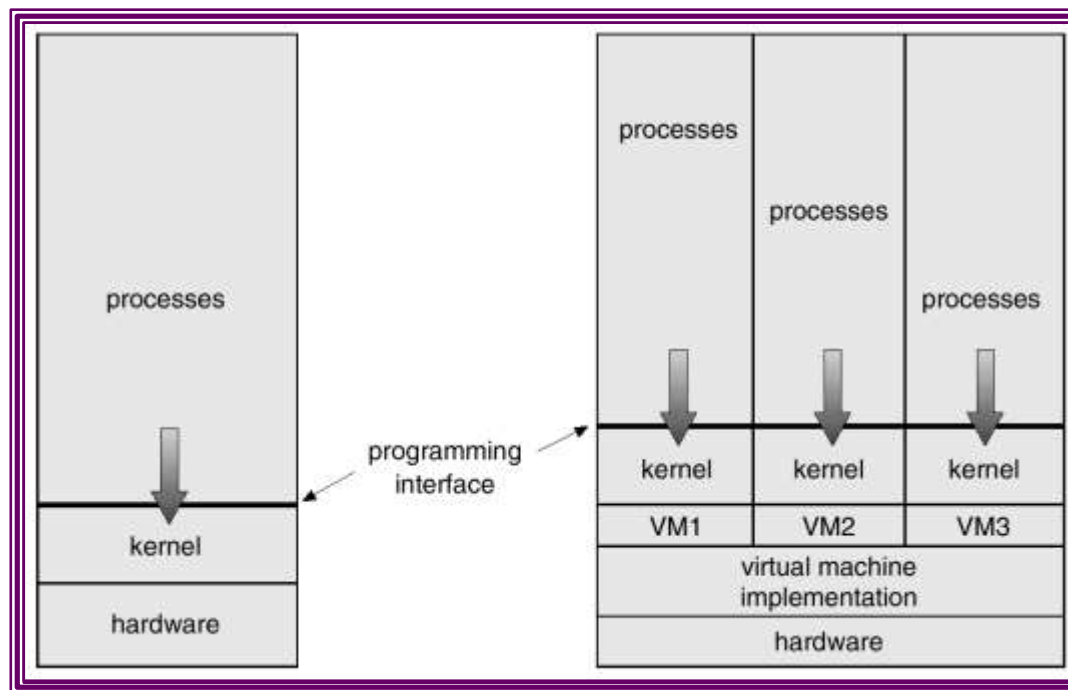 processes
kernel
hardware
programming
interface
processes
processes
processes
kernel
kernel
kernel
VM1
VM2
VM3
virtual machine
implementation
hardware